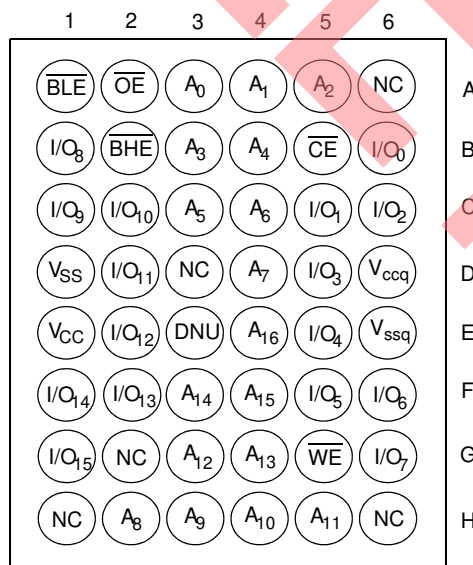 1 2 3 4 5 6
BLE OE A0 A1 A2 NC A
I/O8 BHE A3 A4 CE I/O0 B
I/O9 I/O10 A5 A6 I/O1 I/O2 C
VSS I/O11 NC A7 I/O3 Vccq D
VCC I/O12 DNU A16 I/O4 Vssq E
I/O14 I/O13 A14 A15 I/O5 I/O6 F
I/O15 NC A12 A13 WE I/O7 G
NC A8 A9 A10 A11 NC H